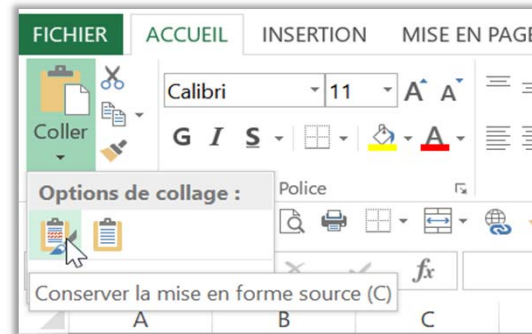 FICHIER ACCUEIL INSERTION MISE EN PAGE
Calibri 11 A A
Coller
G I S A
Options de collage :
Police
fx
Conserver la mise en forme source (C)
A B C